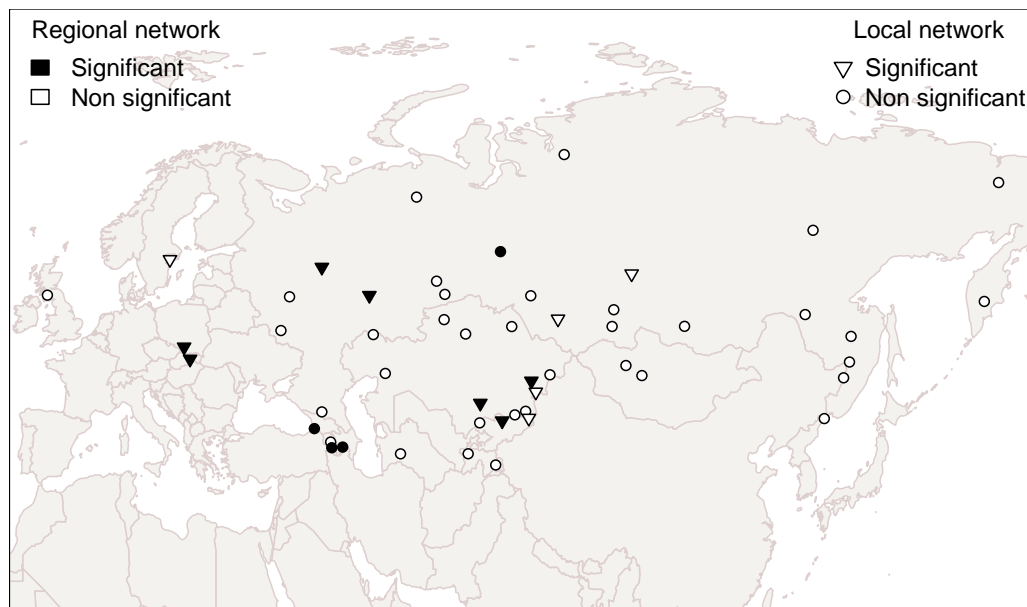 Regional network
Significant
Non significant
Local network
Significant
Non significant